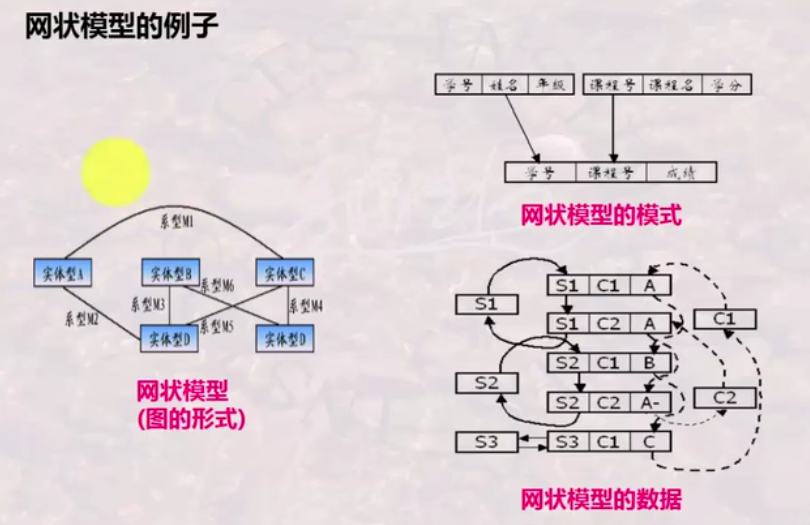 网状模型的例子
学号 姓名 年级 课程号 课程名 学分
学号 课程号 成绩
网状模型的模式
系型M1
实体型A 实体型B 实体型C
系型M6
系型M2 系型M3 系型M4
系型M5
实体型D 实体型D
网状模型
(图的形式)
S1 C1 A
S1
S1 C2 A
C1
S2 C1 B
S2
S2 C2 A-
C2
S3
S3 C1 C
网状模型的数据